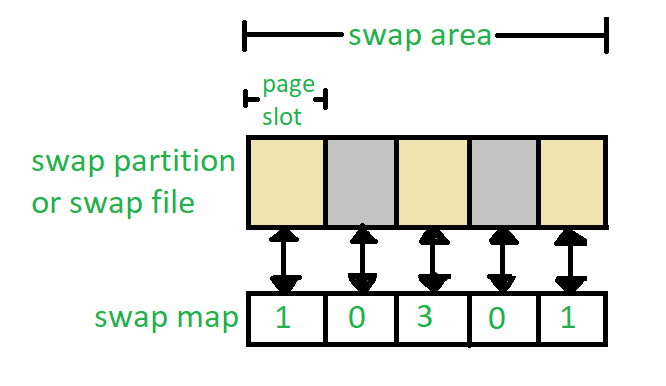 swap area
page
slot
swap partition
or swap file
swap map 1 0 3 0 1